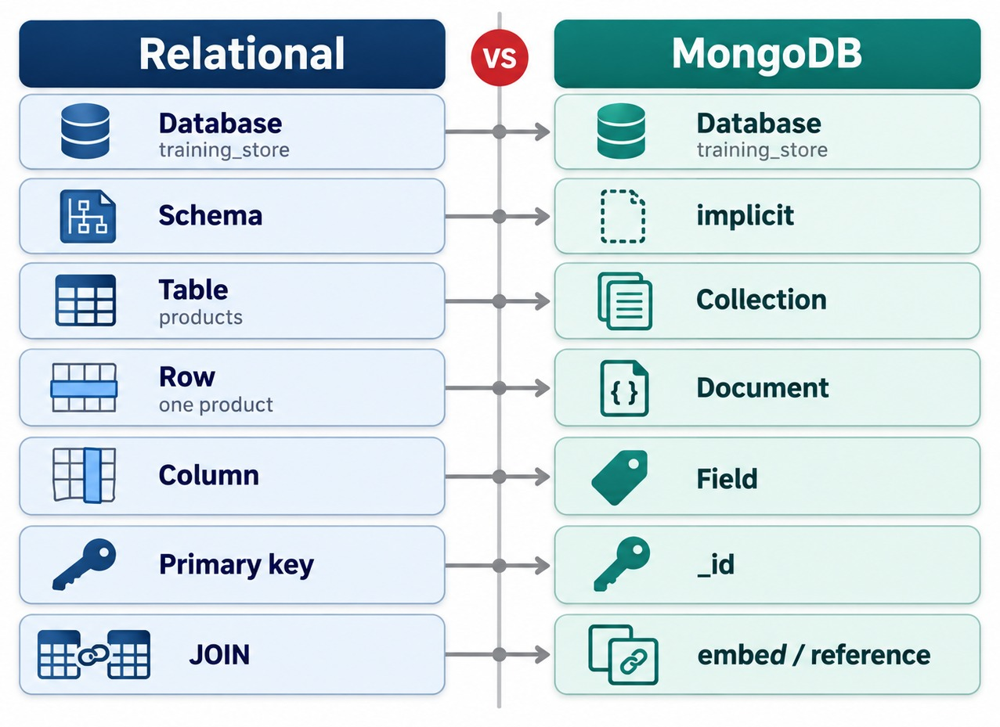 Relational
VS
MongoDB
Database
training_store
Database
training_store
Schema
implicit
Table
products
Collection
Row
one product
Document
{ }
Column
Field
Primary key
_id
JOIN
embed / reference